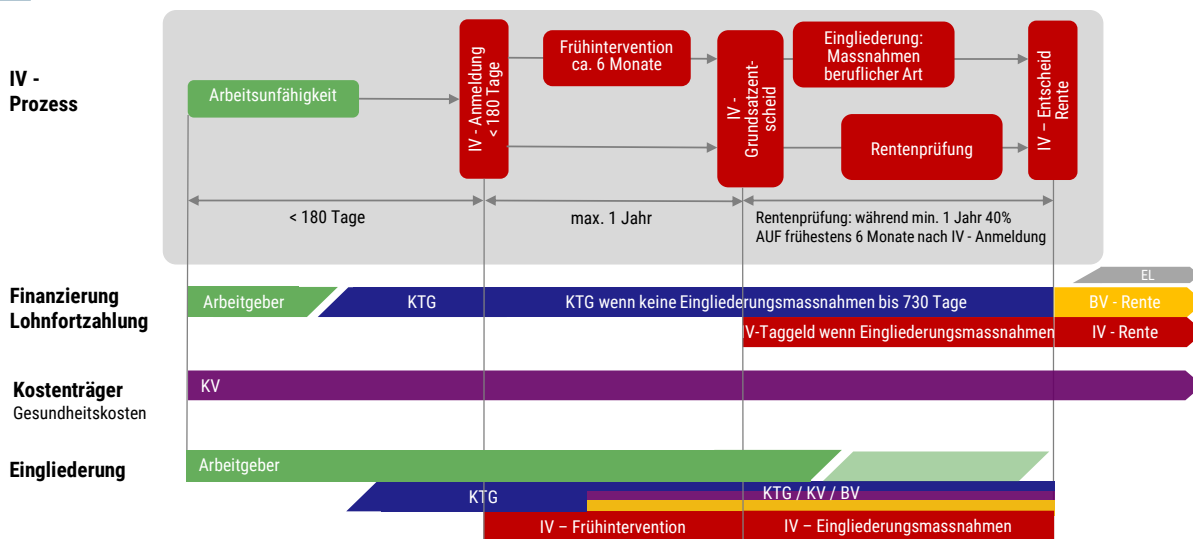 IV -
Prozess
Arbeitsunfähigkeit
IV - Anmeldung
< 180 Tage
Frühintervention
ca. 6 Monate
IV -
Grundsatzent-
scheid
Eingliederung:
Massnahmen
beruflicher Art
Rentenprüfung
IV – Entscheid
Rente
< 180 Tage
max. 1 Jahr
Rentenprüfung: während min. 1 Jahr 40%
AUF frühestens 6 Monate nach IV - Anmeldung
Finanzierung
Lohnfortzahlung
Arbeitgeber
KTG
KTG wenn keine Eingliederungsmassnahmen bis 730 Tage
EL
BV - Rente
IV-Taggeld wenn Eingliederungsmassnahmen
IV - Rente
Kostenträger
Gesundheitskosten
KV
Eingliederung
Arbeitgeber
KTG
KTG / KV / BV
IV – Frühintervention
IV – Eingliederungsmassnahmen